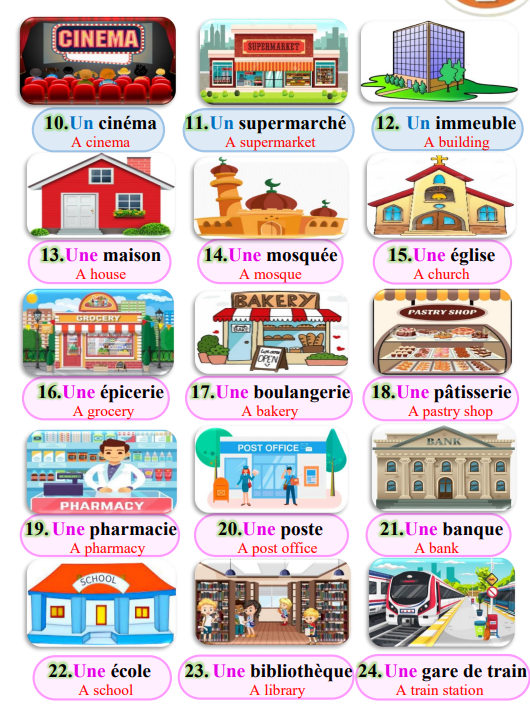 CINEMA
SUPERMARKET
10.Un cinéma
11.Un supermarché
12. Un immeuble
A cinema
A supermarket
A building
13.Une maison
14.Une mosquée
15.Une église
A house
A mosque
A church
GROCERY
BAKERY
OPEN
PASTRY SHOP
16.Une épicerie
17.Une boulangerie
18.Une pâtisserie
A grocery
A bakery
A pastry shop
PHARMACY
POST OFFICE
BANK
19. Une pharmacie
20.Une poste
21.Une banque
A pharmacy
A post office
A bank
SCHOOL
22.Une école
23. Une bibliothèque
24. Une gare de train
A school
A library
A train station